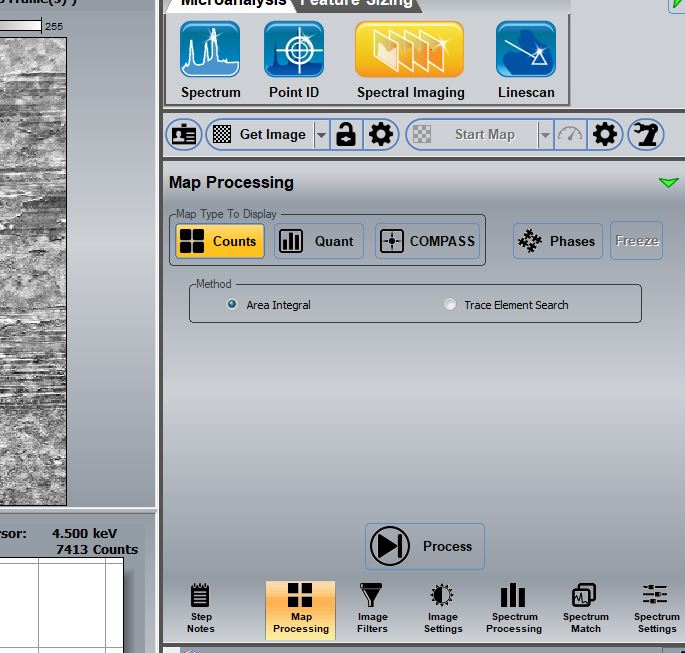 Microanalysis Feature Sizing
255
Spectrum
Point ID
Spectral Imaging
Linescan
Get Image
Start Map
Map Processing
Map Type To Display
Counts
Quant
COMPASS
Phases
Freeze
Method
Area Integral
Trace Element Search
4.500 keV
7413 Counts
Process
Step
Notes
Map
Processing
Image
Filters
Image
Settings
Spectrum
Processing
Spectrum
Match
Spectrum
Settings